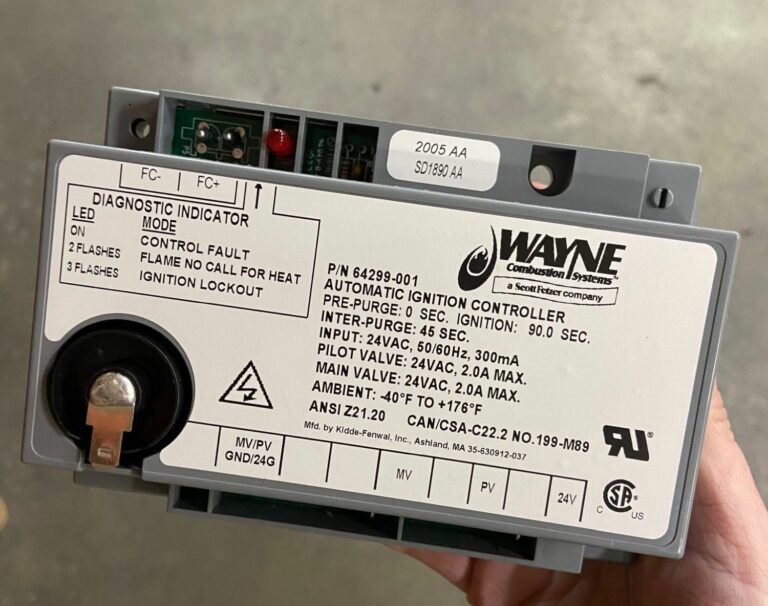 2005 AA
SD1890 AA
FC- FC+
DIAGNOSTIC INDICATOR
LED MODE
ON CONTROL FAULT
2 FLASHES FLAME NO CALL FOR HEAT
3 FLASHES IGNITION LOCKOUT
WAYNE
Combustion Systems™
a Scott Fetzer company
P/N 64299-001
AUTOMATIC IGNITION CONTROLLER
PRE-PURGE: 0 SEC. IGNITION: 90.0 SEC.
INTER-PURGE: 45 SEC.
INPUT: 24VAC, 50/60Hz, 300mA
PILOT VALVE: 24VAC, 2.0A MAX.
MAIN VALVE: 24VAC, 2.0A MAX.
AMBIENT: -40°F TO +176°F
ANSI Z21.20 CAN/CSA-C22.2 NO.199-M89
Mfd. by Kidde-Fenwal, Inc., Ashland, MA 35-630912-037
MV/PV
GND/24G
MV
PV
24V
RU®
SA®
C US